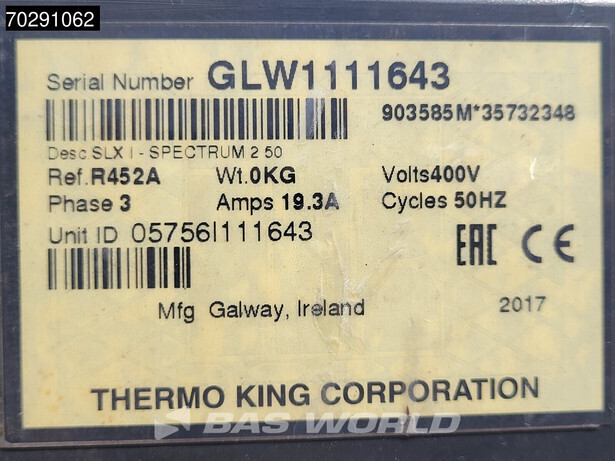 70291062
Serial Number GLW1111643
903585M*35732348
Desc SLX I - SPECTRUM 2 50
Ref.R452A Wt.0KG Volts400V
Phase 3 Amps 19.3A Cycles 50HZ
Unit ID 05756I111643
EAC CE
Mfg Galway, Ireland 2017
THERMO KING CORPORATION
BAS WORLD